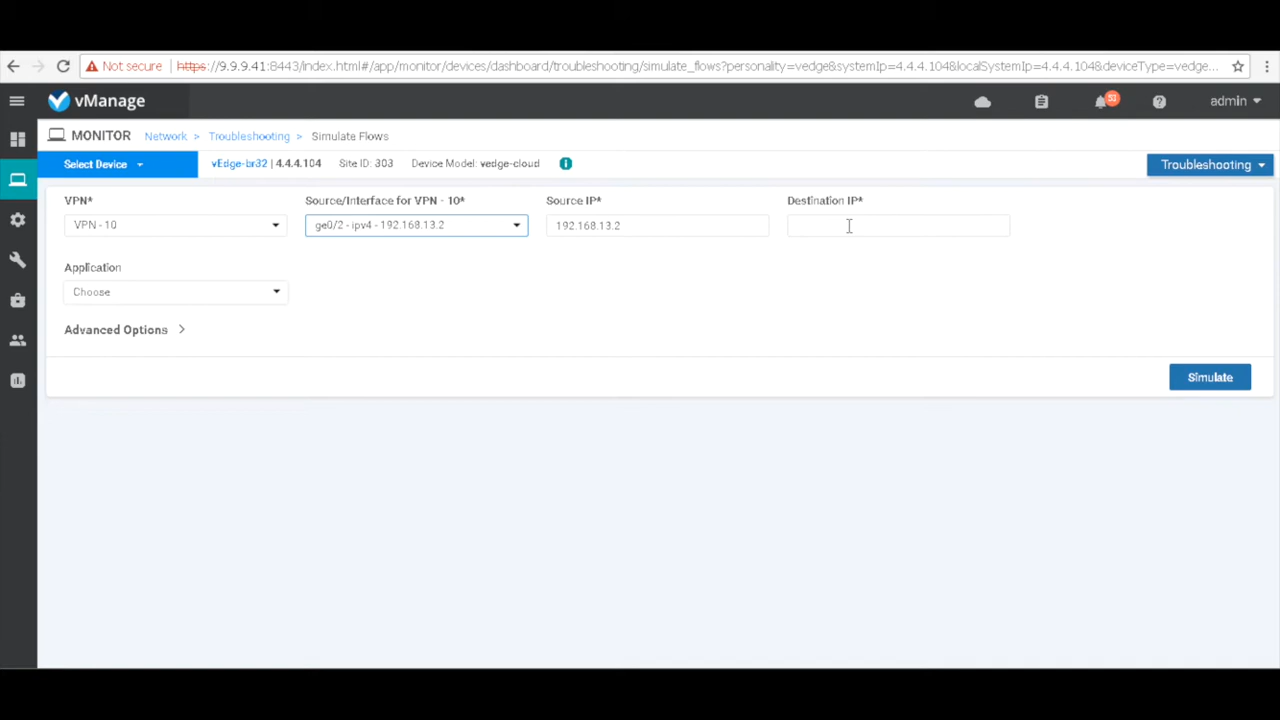 Not secure https://9.9.9.41:8443/index.html#/app/monitor/devices/dashboard/troubleshooting/simulate_flows?personality=vedge&systemIp=4.4.4.104&localSystemIp=4.4.4.104&deviceType=vedge...
vManage 51 admin
MONITOR Network > Troubleshooting > Simulate Flows
Select Device vEdge-br32 | 4.4.4.104 Site ID: 303 Device Model: vedge-cloud Troubleshooting
VPN* Source/Interface for VPN - 10* Source IP* Destination IP*
VPN - 10 ge0/2 - ipv4 - 192.168.13.2 192.168.13.2
Application
Choose
Advanced Options >
Simulate